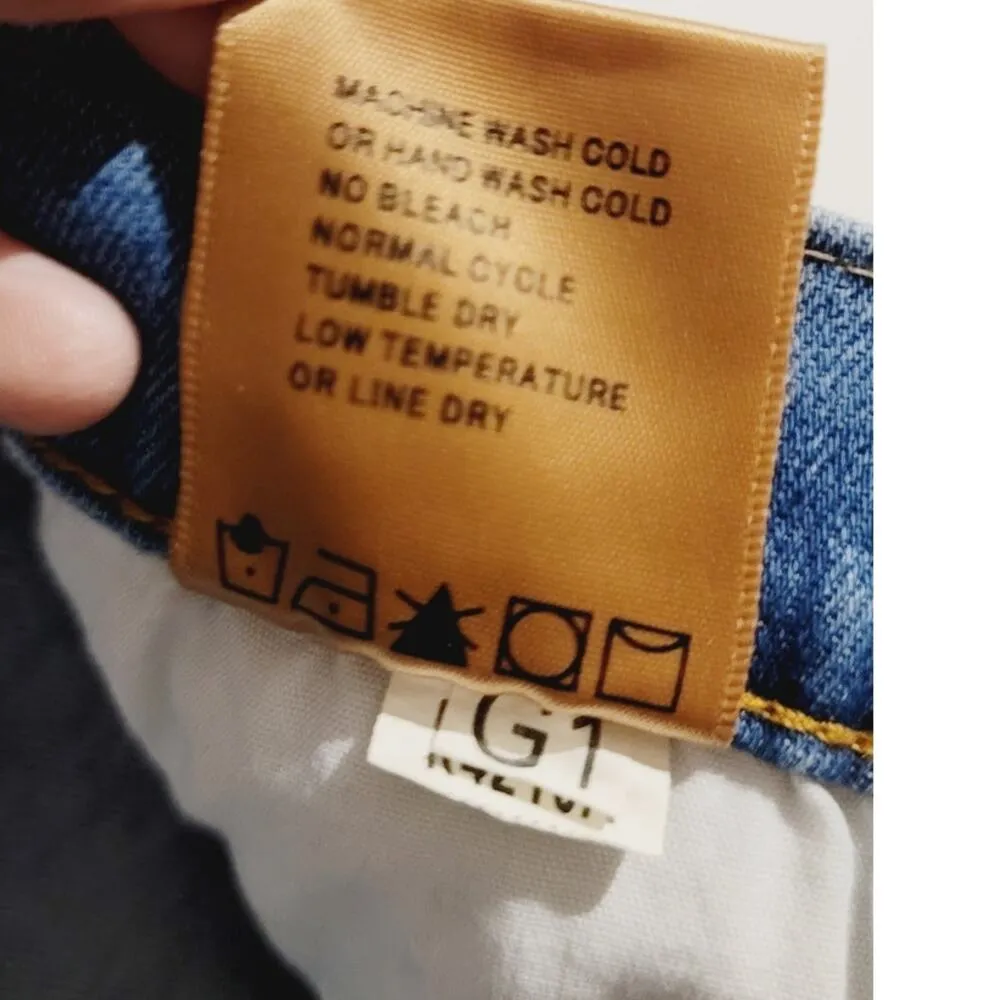 MACHINE WASH COLD
OR HAND WASH COLD
NO BLEACH
NORMAL CYCLE
TUMBLE DRY
LOW TEMPERATURE
OR LINE DRY
G1